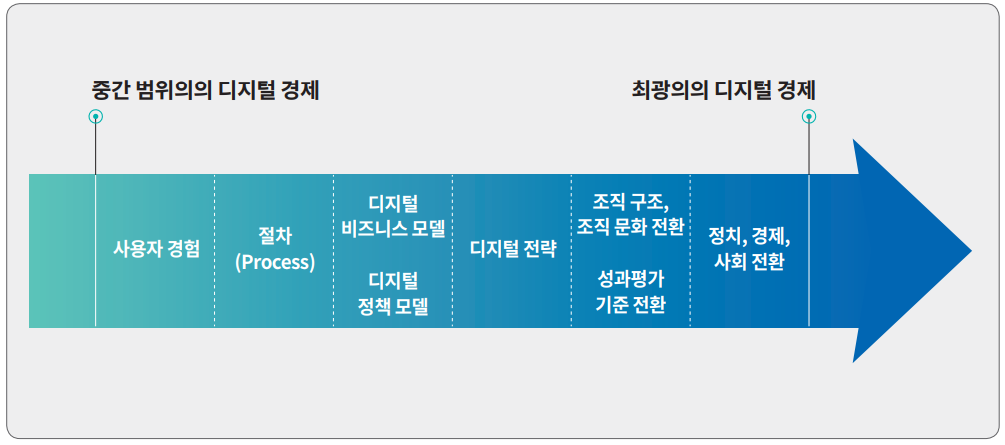 중간 범위의의 디지털 경제
최광의의 디지털 경제
사용자 경험
절차
(Process)
디지털
비즈니스 모델
디지털
정책 모델
디지털 전략
조직 구조,
조직 문화 전환
성과평가
기준 전환
정치, 경제,
사회 전환